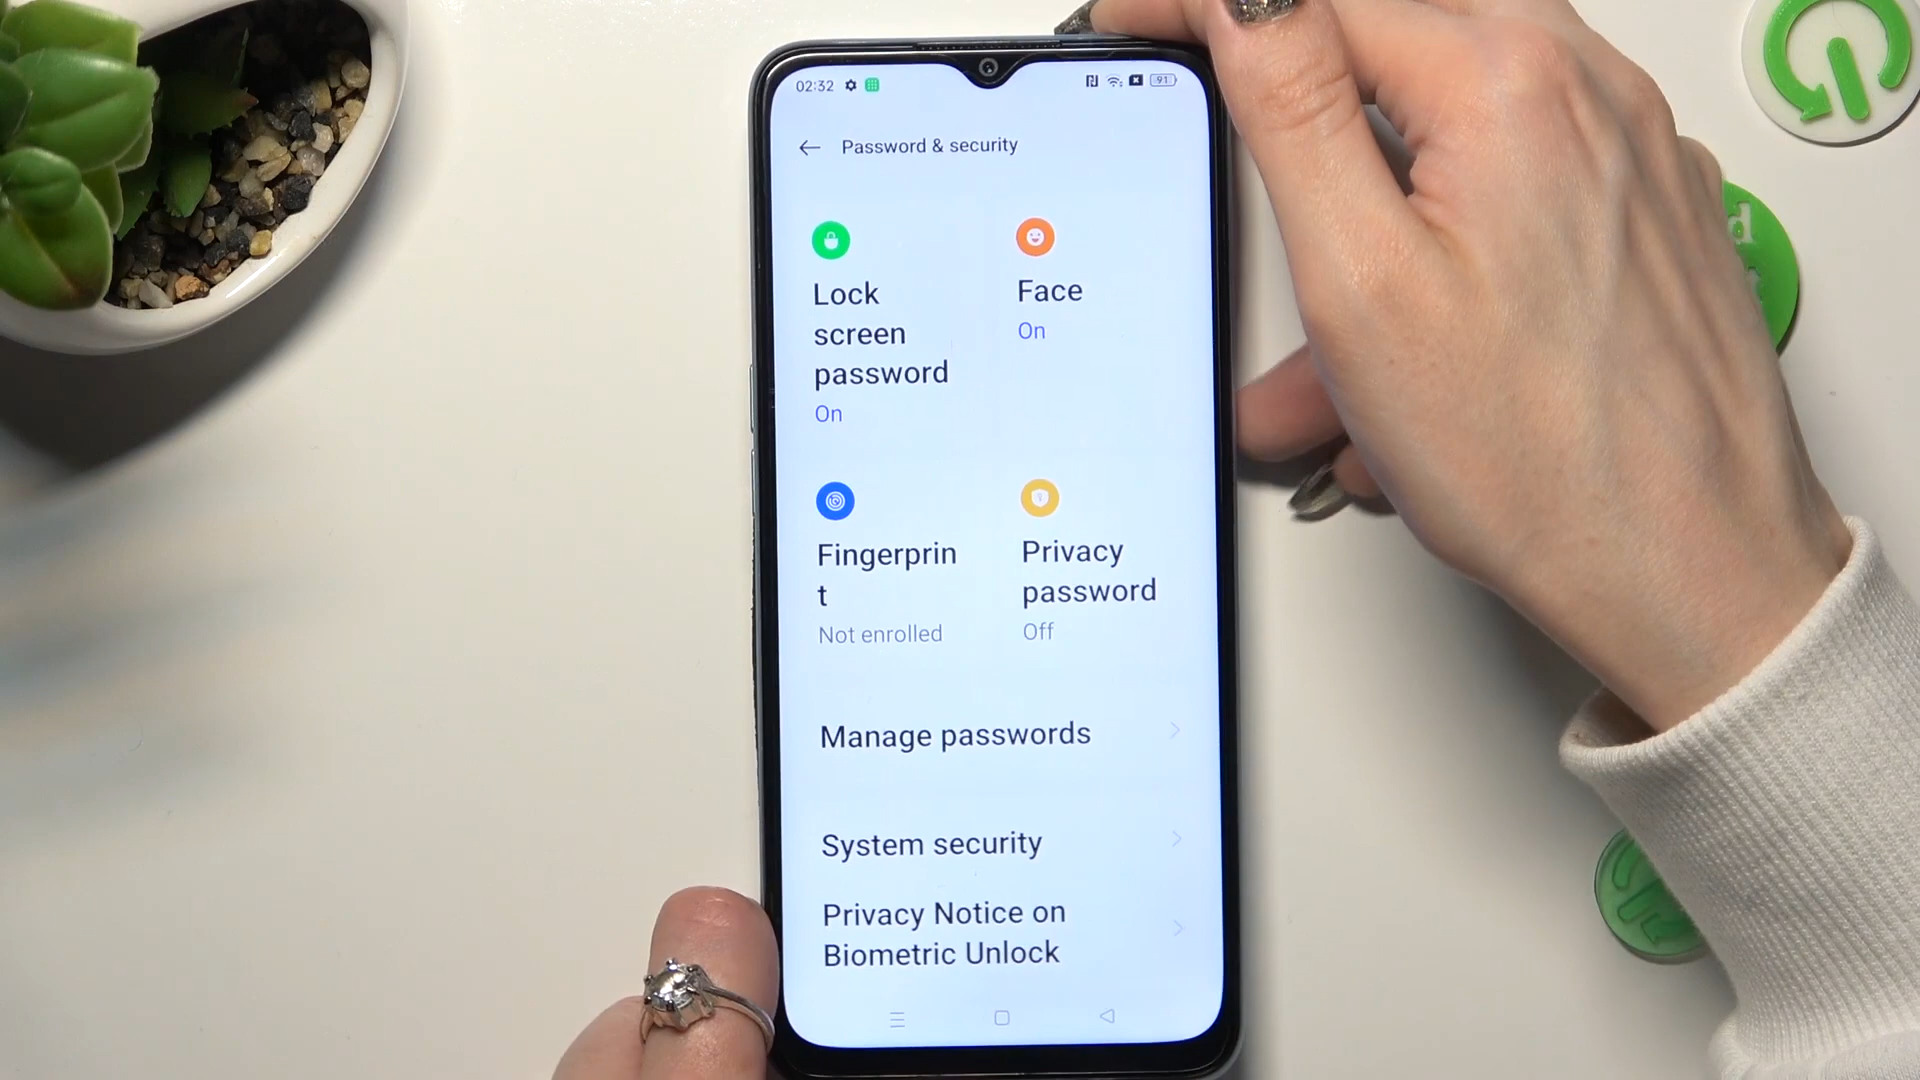 02:32
91
Password & security
Lock
screen
password
On
Face
On
Fingerprin
t
Not enrolled
Privacy
password
Off
Manage passwords
System security
Privacy Notice on
Biometric Unlock